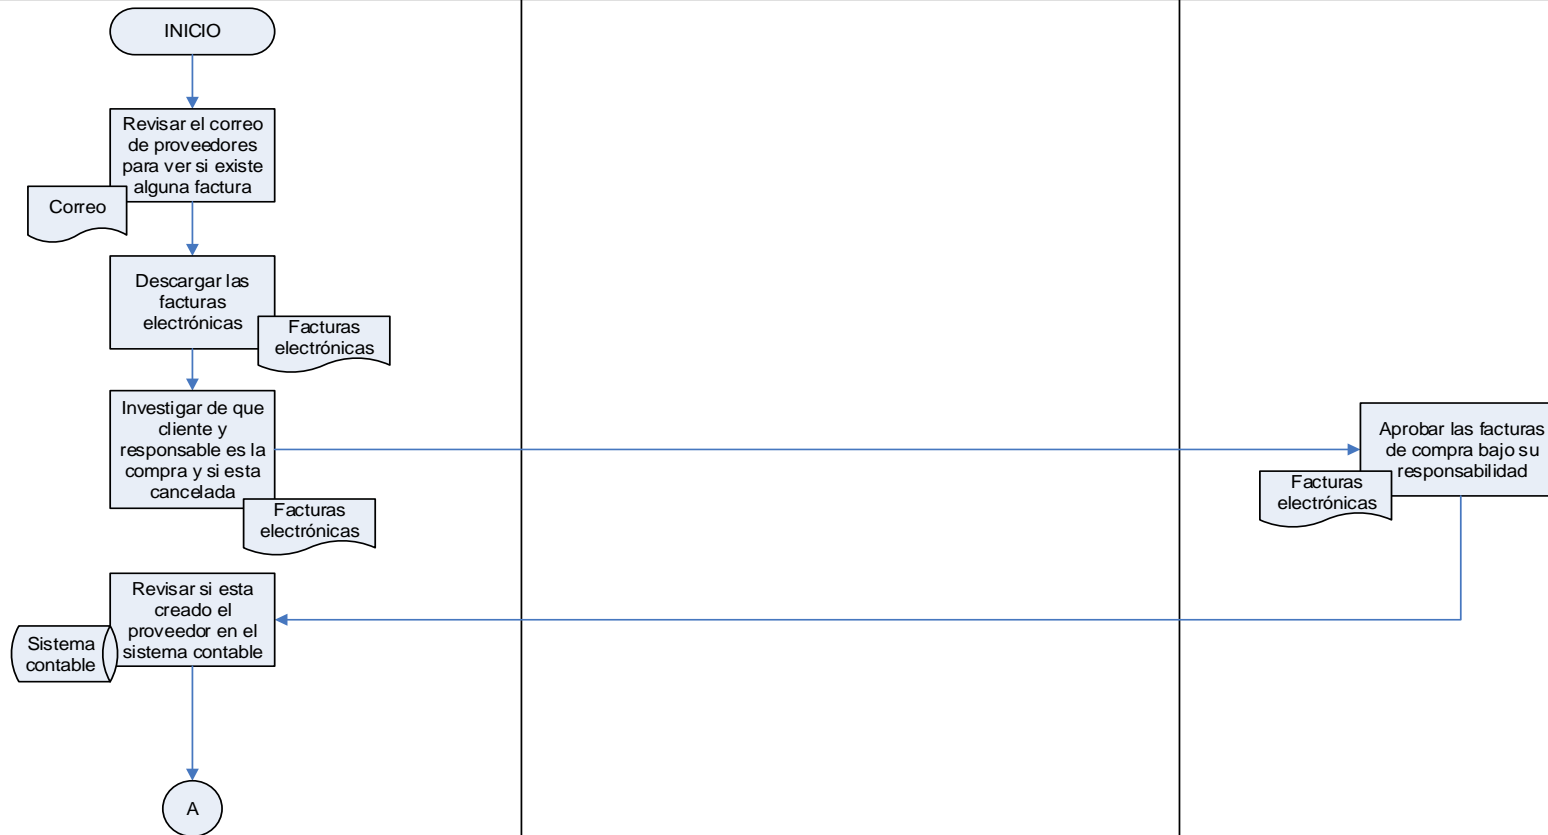 INICIO
Revisar el correo
de proveedores
para ver si existe
alguna factura
Correo
Descargar las
facturas
electrónicas
Facturas
electrónicas
Investigar de que
cliente y
responsable es la
compra y si esta
cancelada
Facturas
electrónicas
Aprobar las facturas
de compra bajo su
responsabilidad
Facturas
electrónicas
Revisar si esta
creado el
proveedor en el
sistema contable
Sistema
contable
A